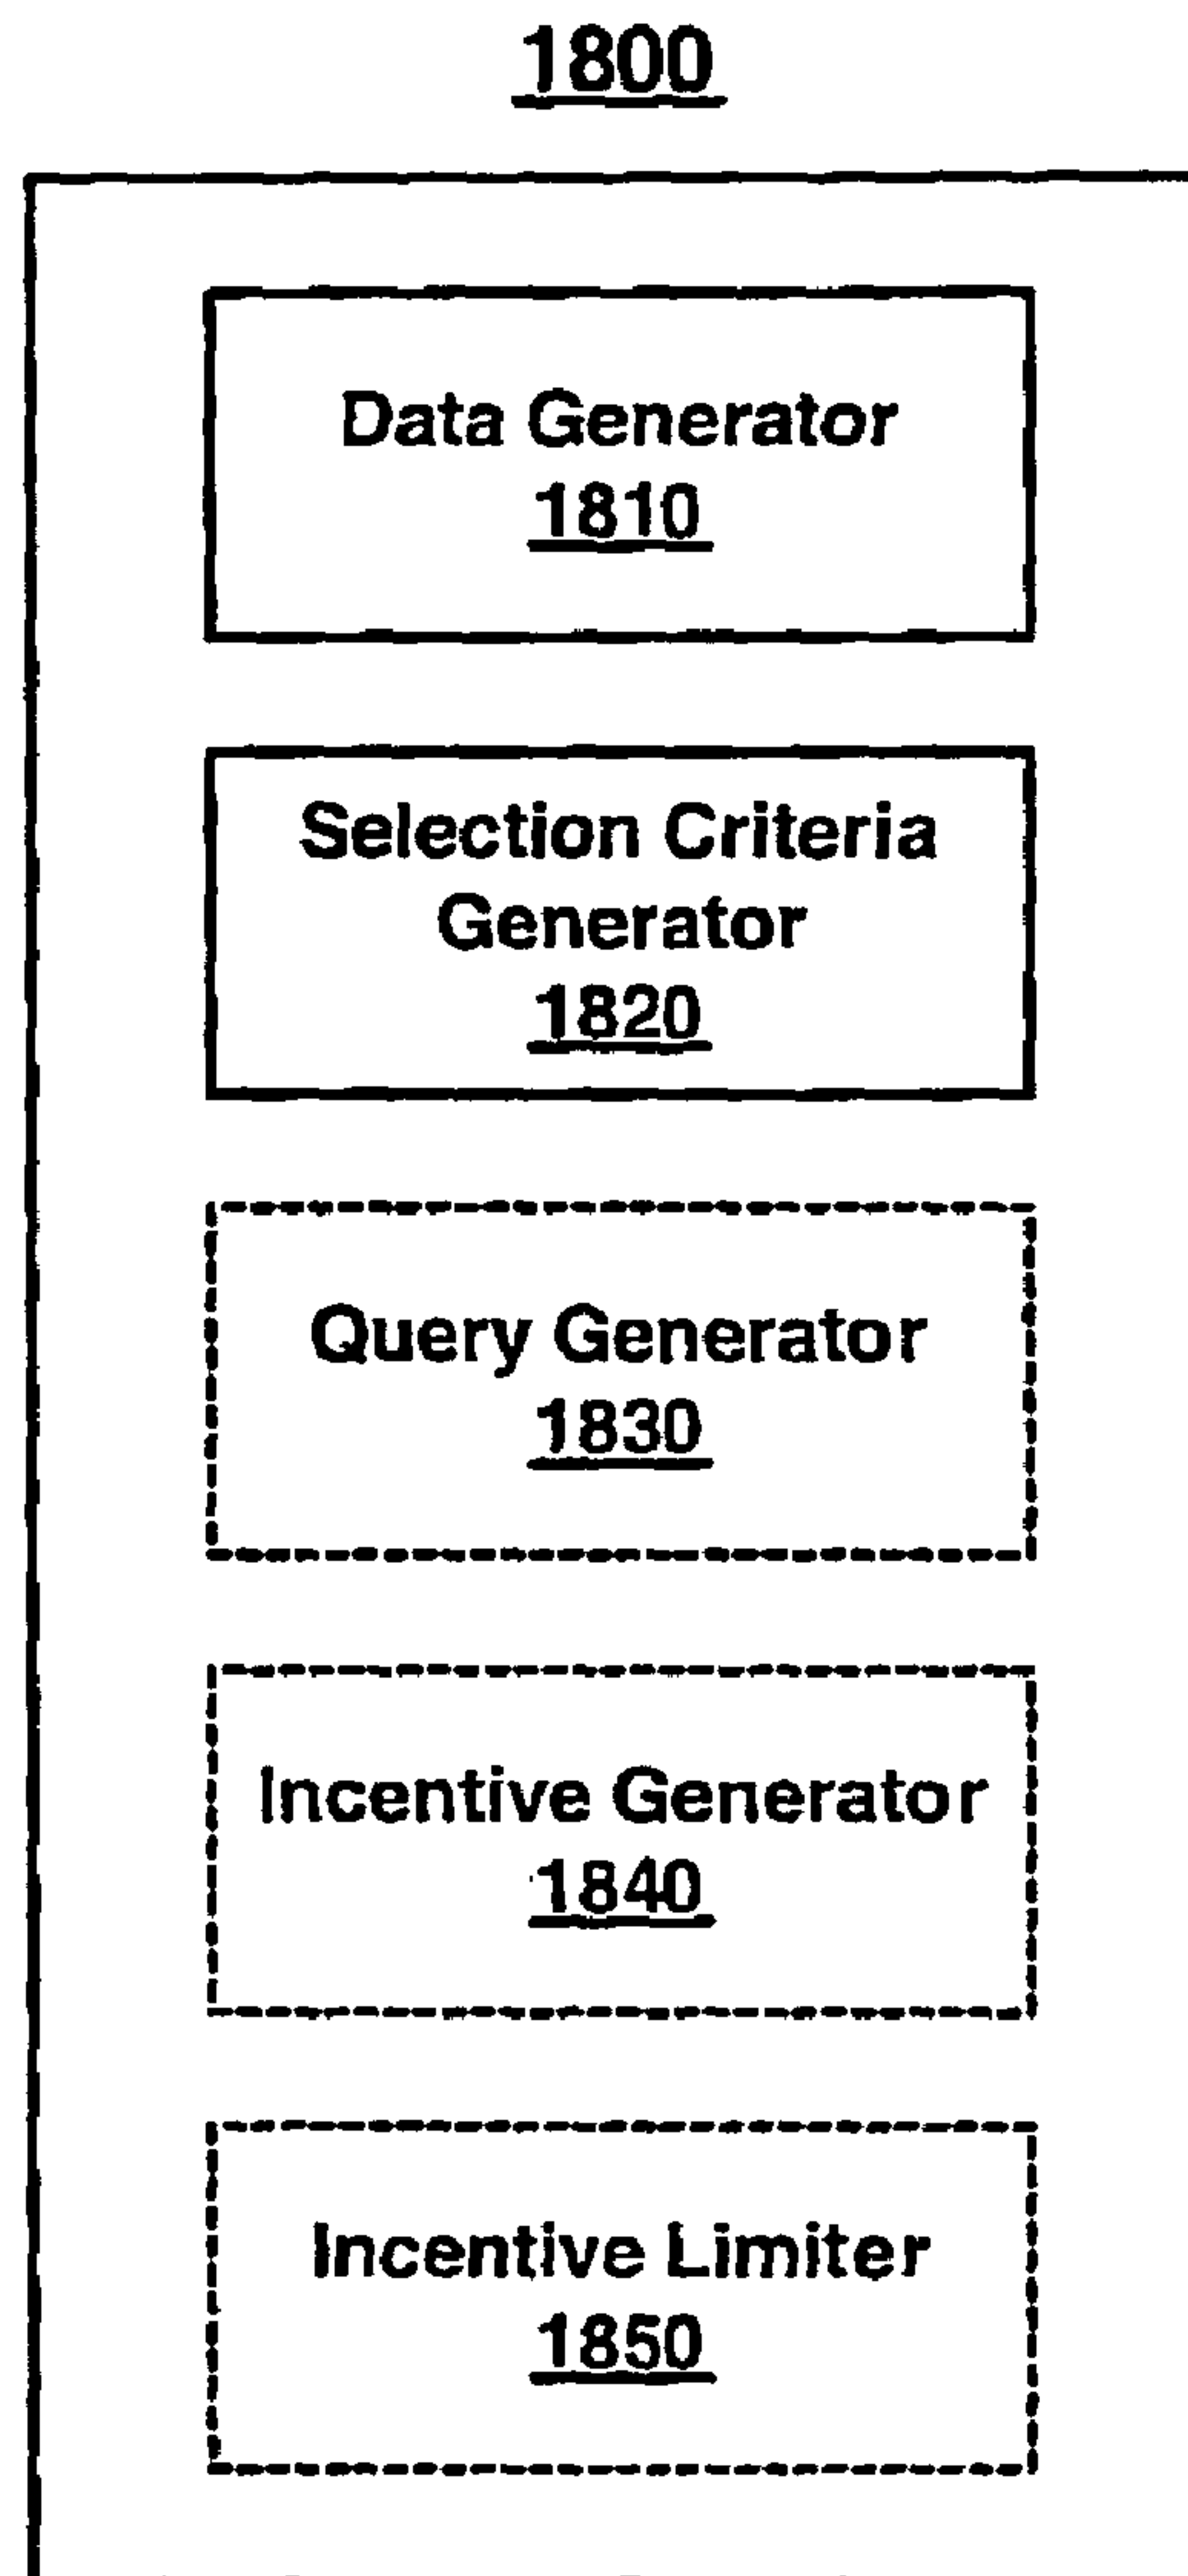 1800
Data Generator
1810
Selection Criteria
Generator
1820
Query Generator
1830
Incentive Generator
1840
Incentive Limiter
1850